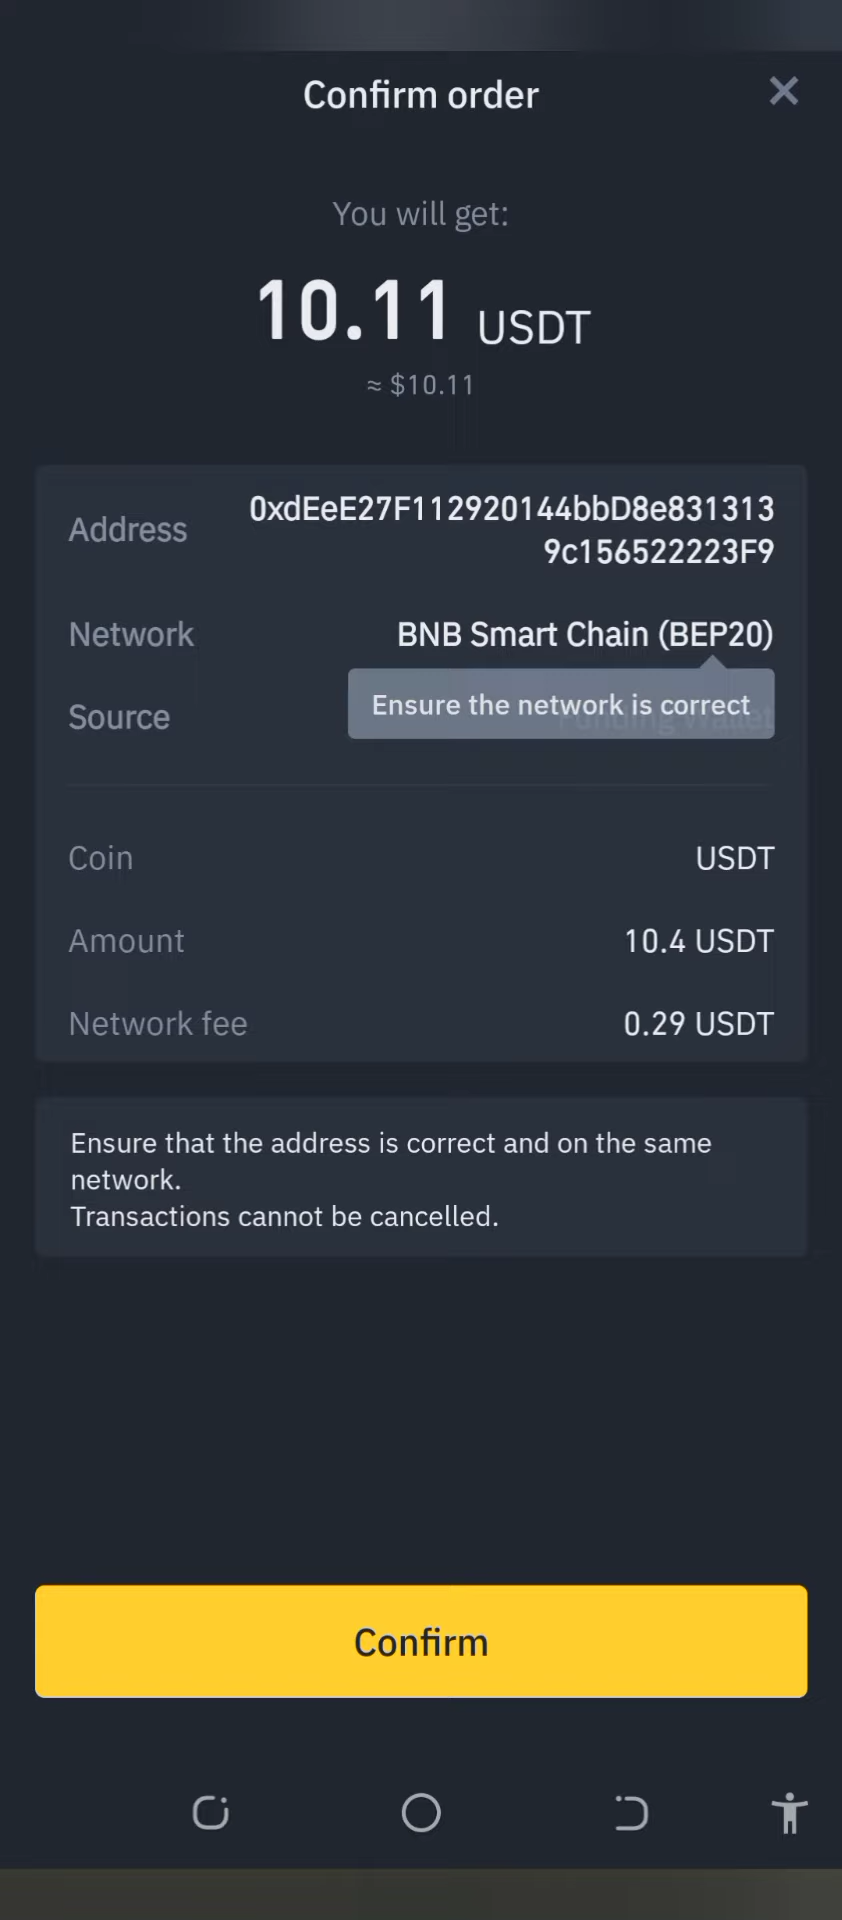 Confirm order
You will get:
10.11 USDT
≈ $10.11
Address
0xdEeE27F112920144bbD8e831313
9c156522223F9
Network
BNB Smart Chain (BEP20)
Source
Ensure the network is correct
Funding Wallet
Coin
USDT
Amount
10.4 USDT
Network fee
0.29 USDT
Ensure that the address is correct and on the same
network.
Transactions cannot be cancelled.
Confirm